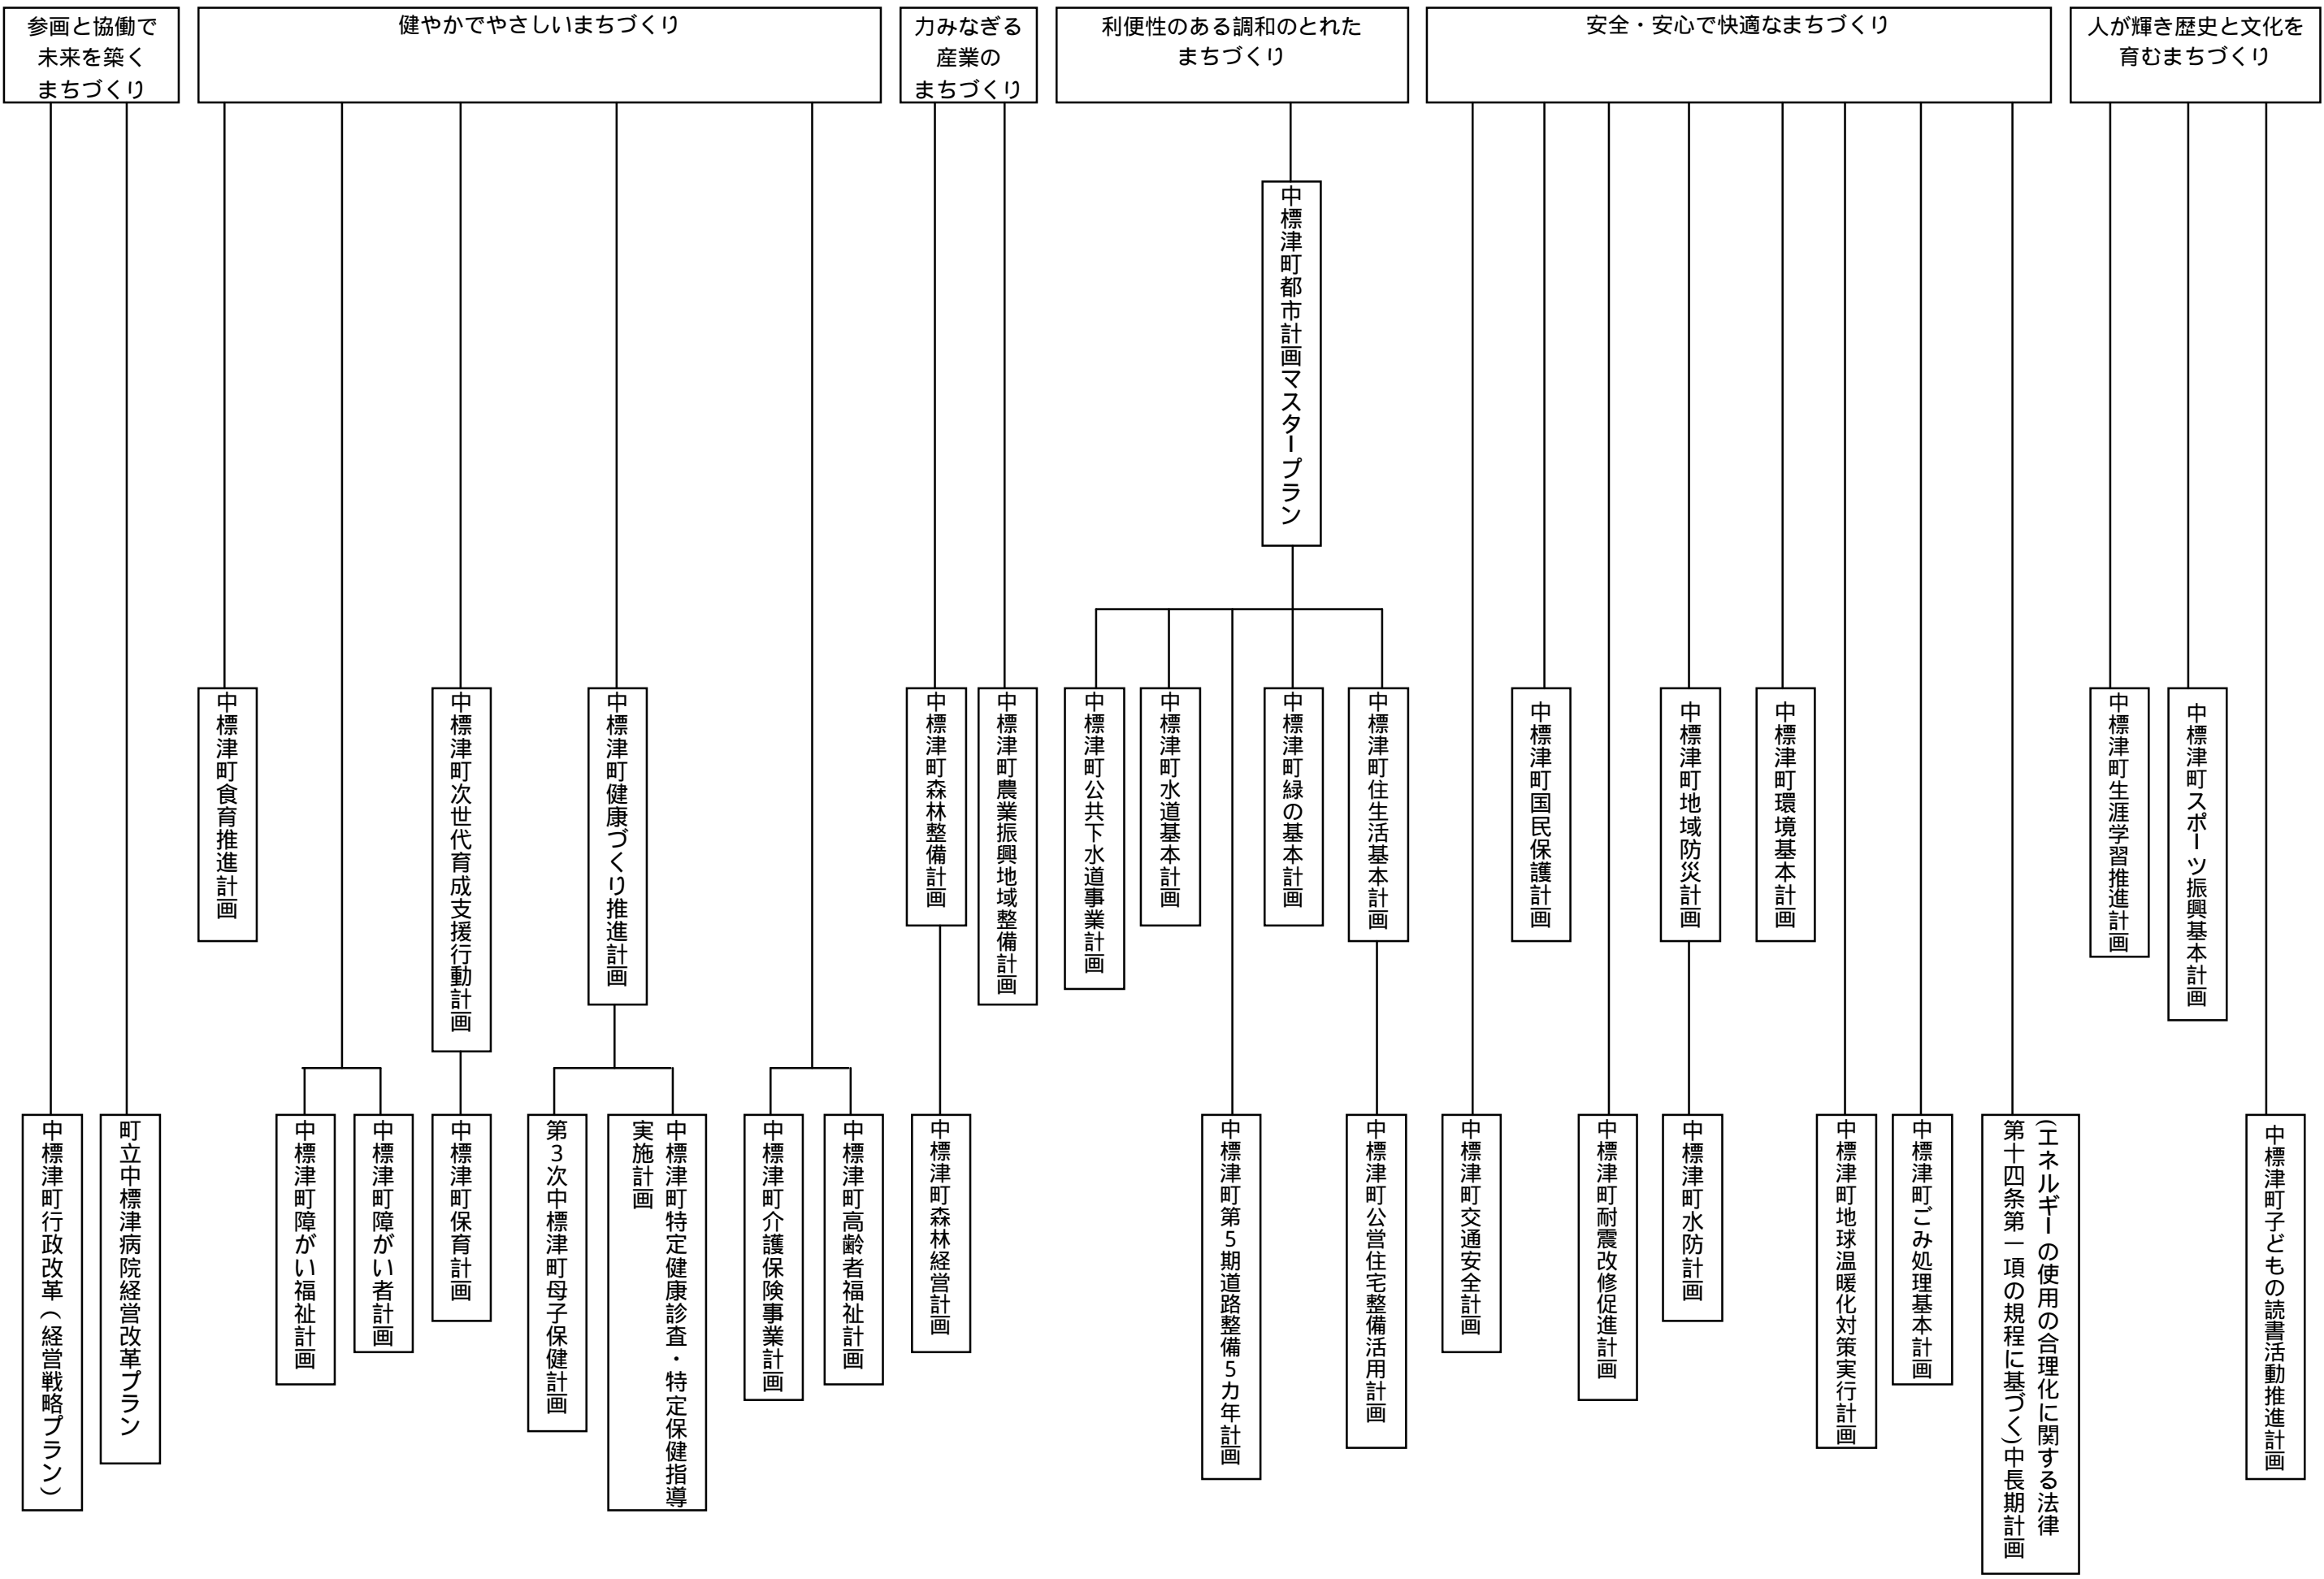 参画と協働で
未来を築く
まちづくり
健やかでやさしいまちづくり
力みなぎる
産業の
まちづくり
利便性のある調和のとれた
まちづくり
安全・安心で快適なまちづくり
人が輝き歴史と文化を
育むまちづくり
中標津町都市計画マスタープラン
中標津町食育推進計画
中標津町次世代育成支援行動計画
中標津町健康づくり推進計画
中標津町森林整備計画
中標津町農業振興地域整備計画
中標津町公共下水道事業計画
中標津町水道基本計画
中標津町緑の基本計画
中標津町住生活基本計画
中標津町国民保護計画
中標津町地域防災計画
中標津町環境基本計画
中標津町生涯学習推進計画
中標津町スポーツ振興基本計画
中標津町行政改革（経営戦略プラン）
町立中標津病院経営改革プラン
中標津町障がい福祉計画
中標津町障がい者計画
中標津町保育計画
第3次中標津町母子保健計画
中標津町特定健康診査・特定保健指導
実施計画
中標津町介護保険事業計画
中標津町高齢者福祉計画
中標津町森林経営計画
中標津町第5期道路整備5カ年計画
中標津町公営住宅整備活用計画
中標津町交通安全計画
中標津町耐震改修促進計画
中標津町水防計画
中標津町地球温暖化対策実行計画
中標津町ごみ処理基本計画
(エネルギーの使用の合理化に関する法律
第十四条第一項の規程に基づく)中長期計画
中標津町子どもの読書活動推進計画